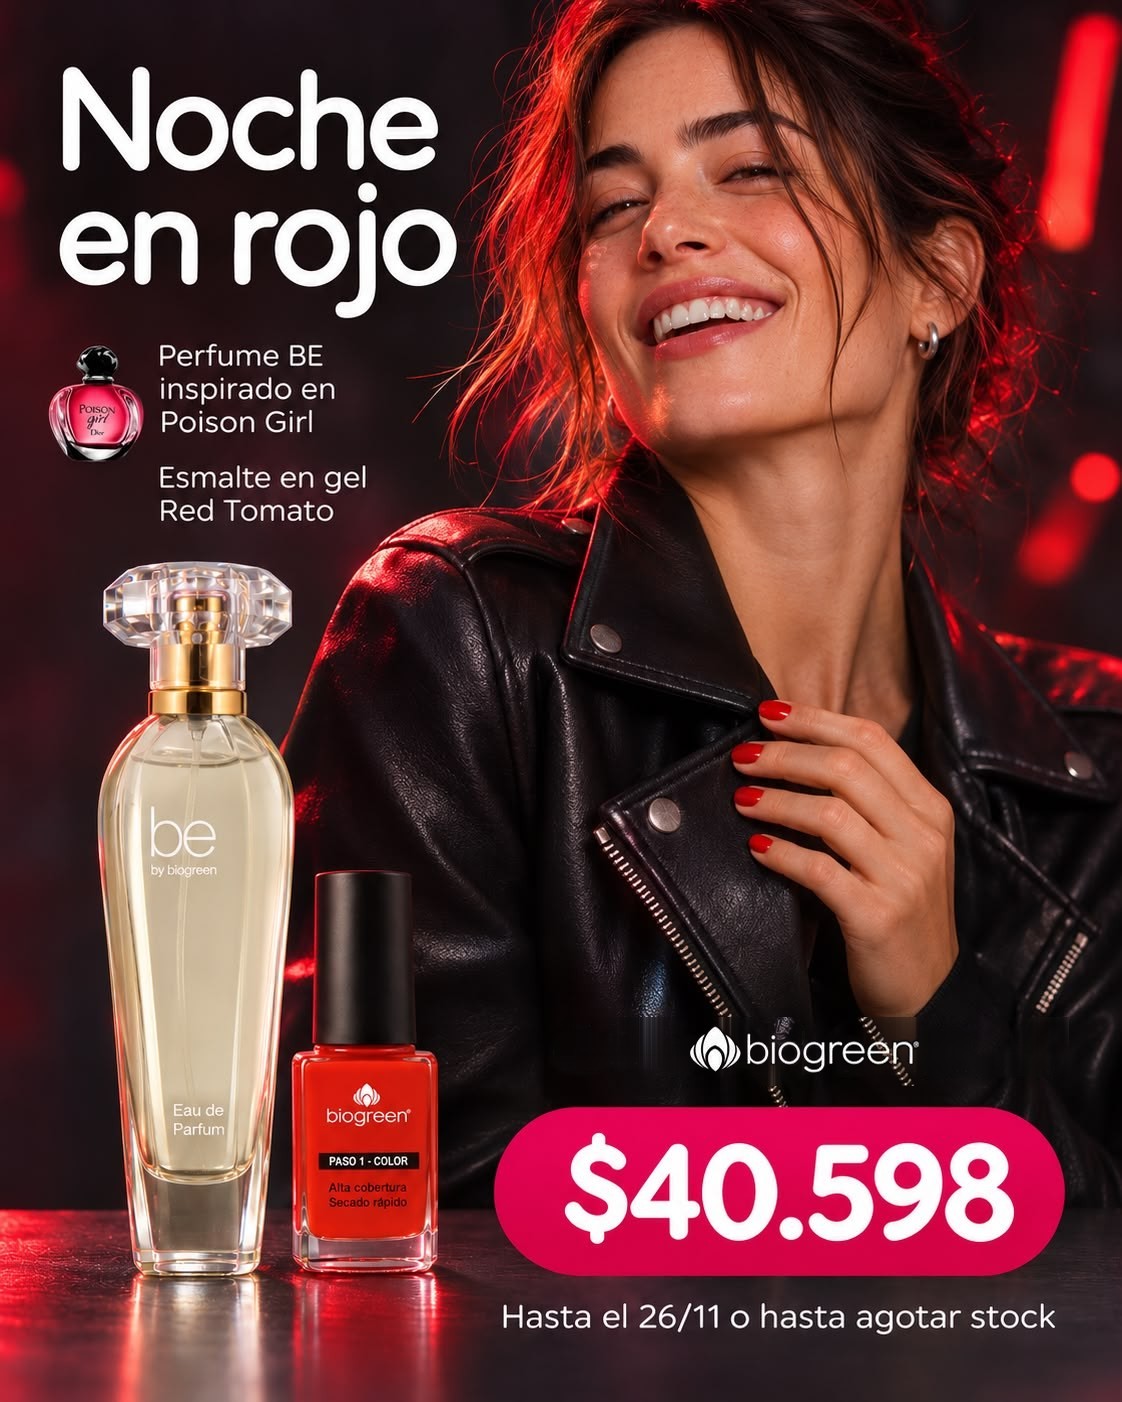 Noche
en rojo
POISON
girl
Dior
Perfume BE
inspirado en
Poison Girl
Esmalte en gel
Red Tomato
be
by biogreen
Eau de
Parfum
biogreen®
PASO 1 - COLOR
Alta cobertura
Secado rápido
biogreen®
$40.598
Hasta el 26/11 o hasta agotar stock